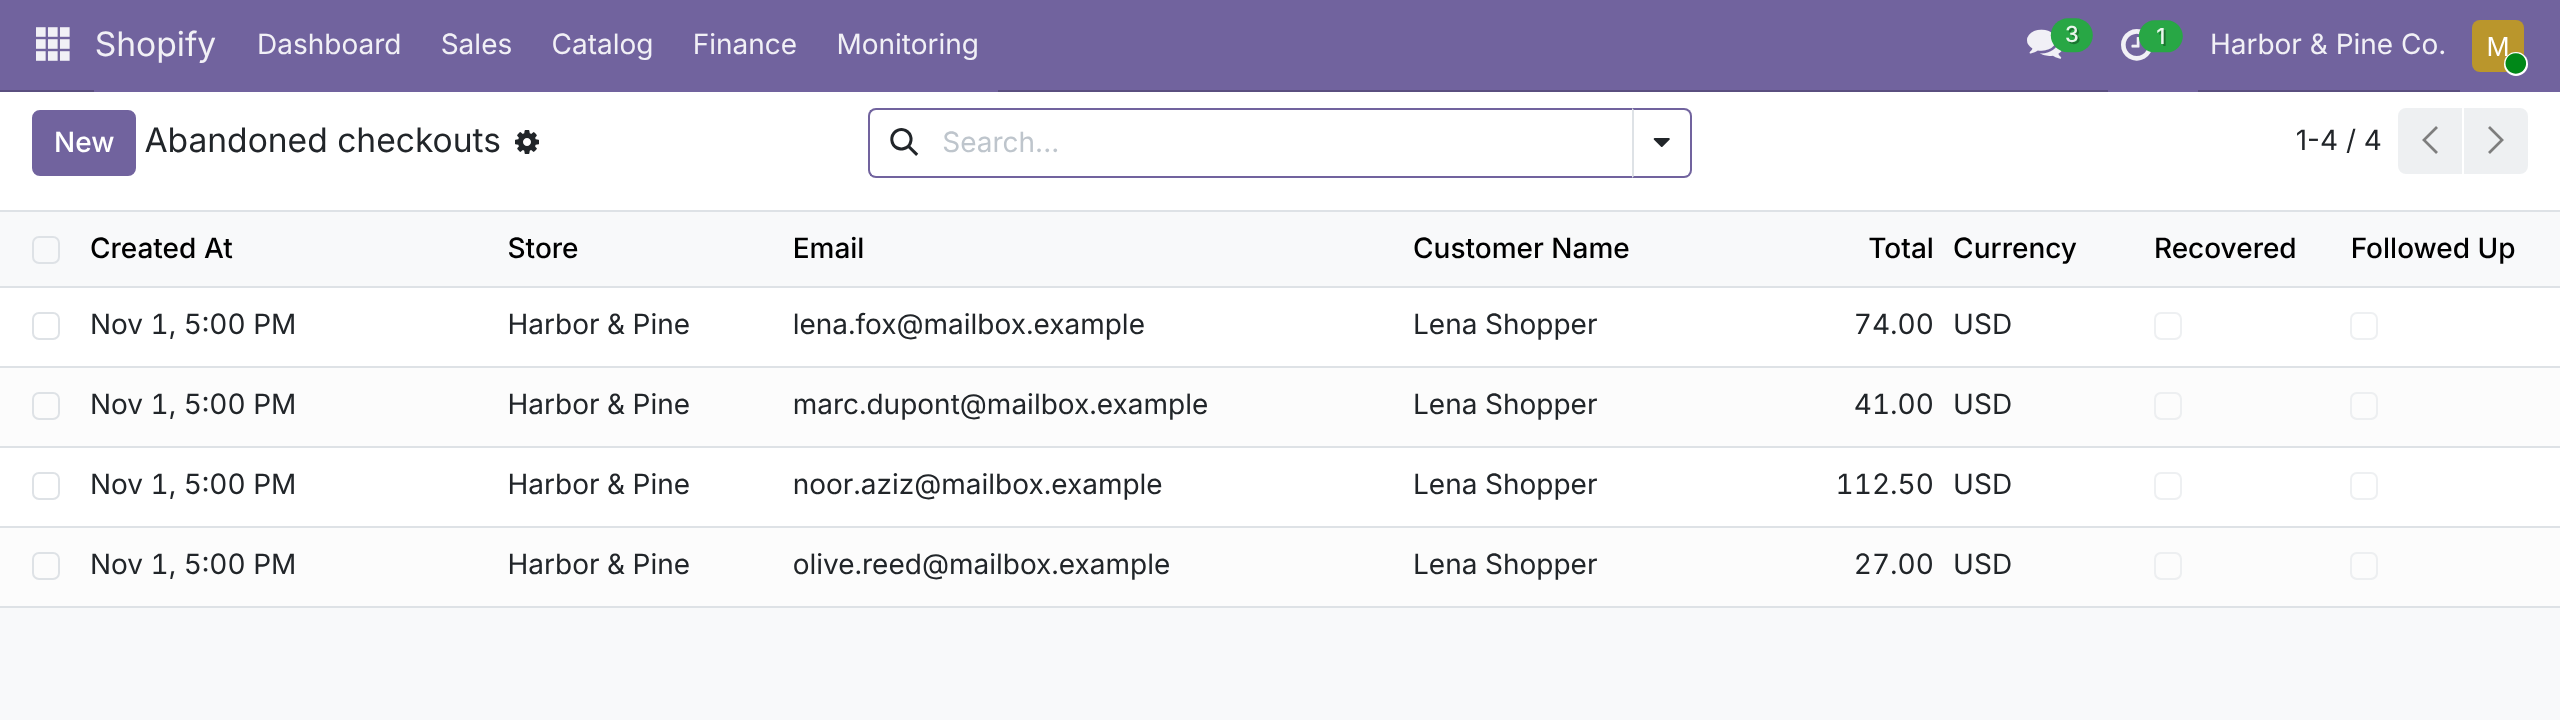 Shopify Dashboard Sales Catalog Finance Monitoring 3 1 Harbor & Pine Co. M
New Abandoned checkouts Search... 1-4 / 4
Created At Store Email Customer Name Total Currency Recovered Followed Up
Nov 1, 5:00 PM Harbor & Pine lena.fox@mailbox.example Lena Shopper 74.00 USD
Nov 1, 5:00 PM Harbor & Pine marc.dupont@mailbox.example Lena Shopper 41.00 USD
Nov 1, 5:00 PM Harbor & Pine noor.aziz@mailbox.example Lena Shopper 112.50 USD
Nov 1, 5:00 PM Harbor & Pine olive.reed@mailbox.example Lena Shopper 27.00 USD